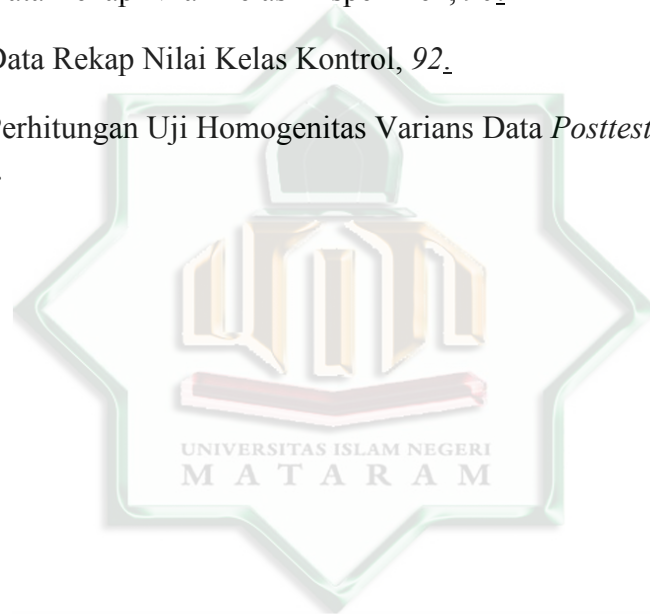 Data Rekap Nilai Kelas Kontrol, 92.
Perhitungan Uji Homogenitas Varians Data Posttest
UNIVERSITAS ISLAM NEGERI
MATARAM